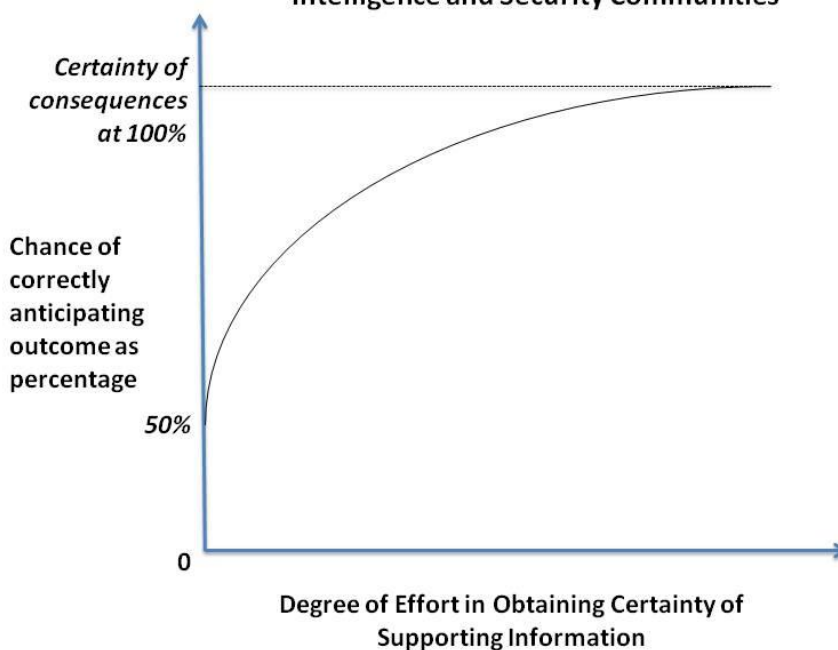 Intelligence and Security Communities
Certainty of
consequences
at 100%
Chance of
correctly
anticipating
outcome as
percentage
50%
0
Degree of Effort in Obtaining Certainty of
Supporting Information